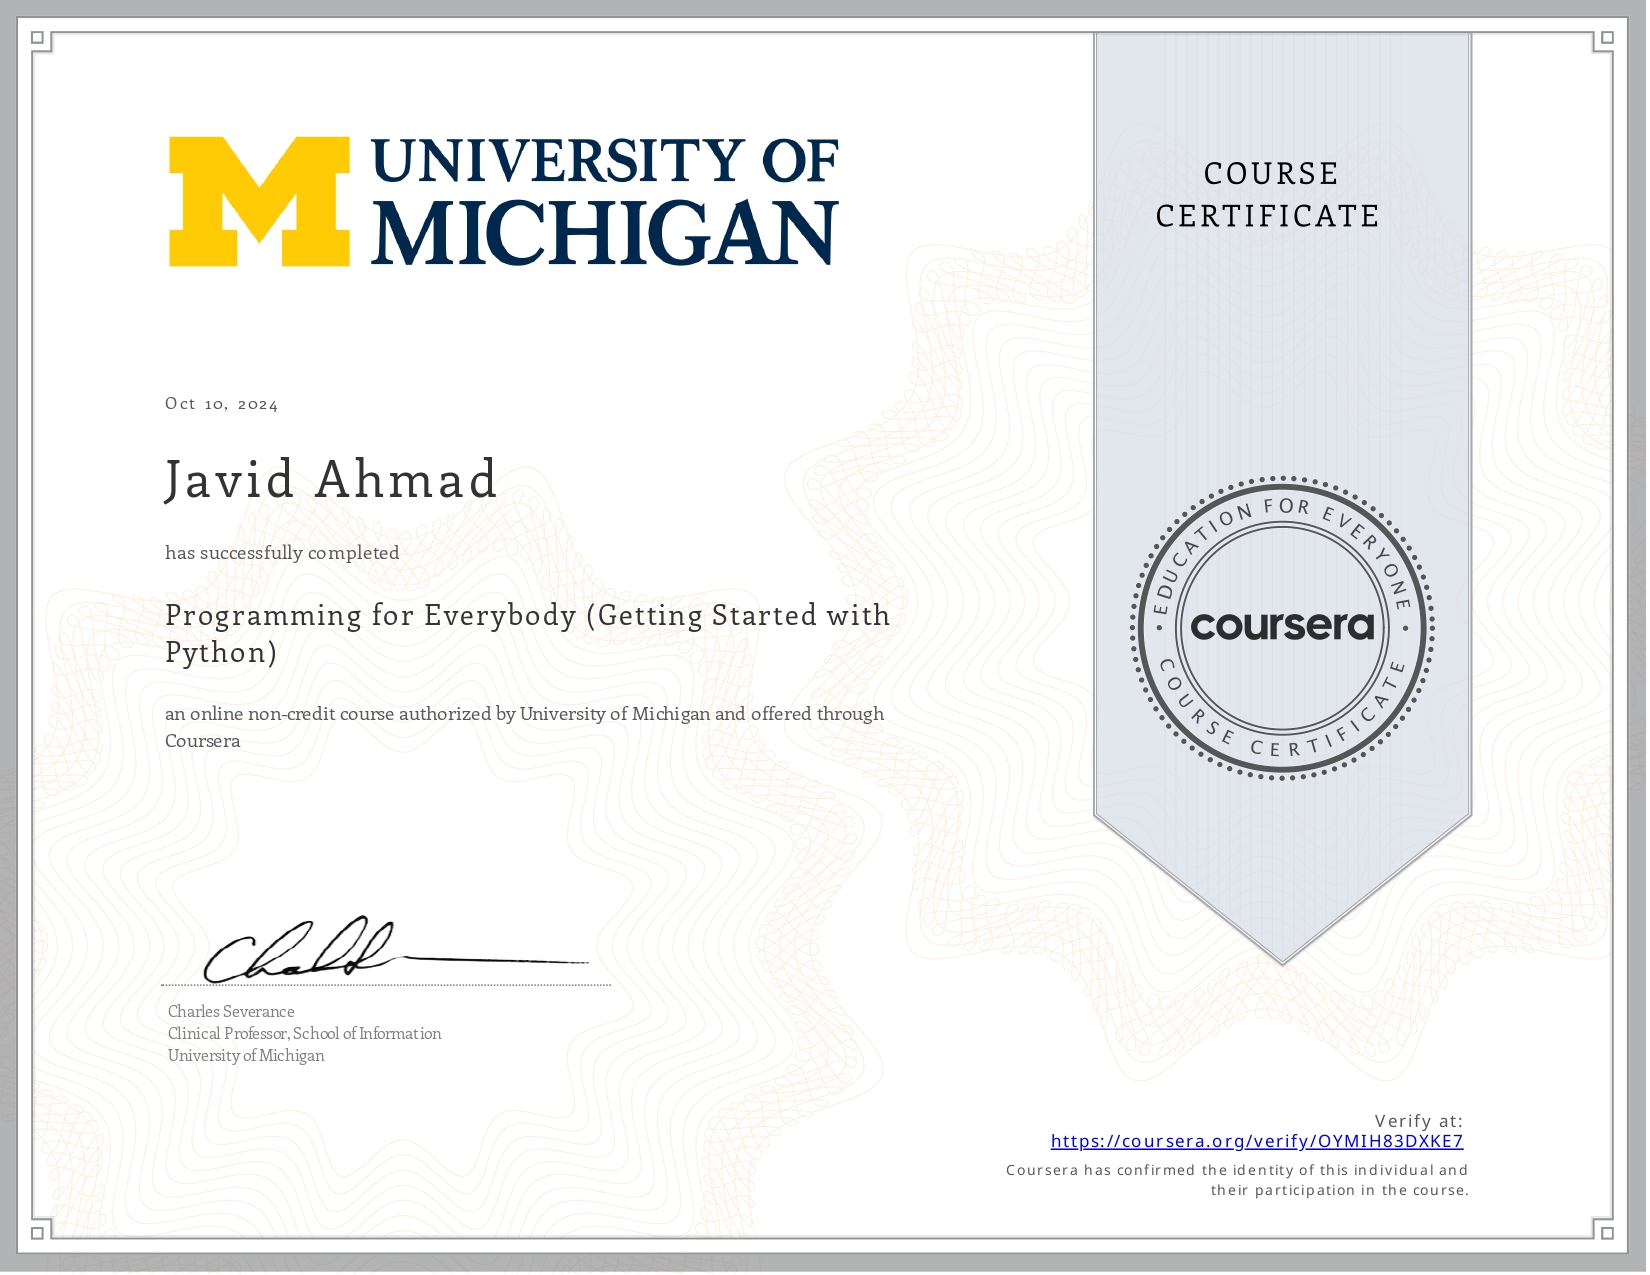 UNIVERSITY OF
MICHIGAN
COURSE
CERTIFICATE
Oct 10, 2024
Javid Ahmad
has successfully completed
Programming for Everybody (Getting Started with
Python)
an online non-credit course authorized by University of Michigan and offered through
Coursera
EDUCATION FOR EVERYONE
coursera
COURSE CERTIFICATE
Charles Severance
Clinical Professor, School of Information
University of Michigan
Verify at:
https://coursera.org/verify/OYMIH83DXKE7
Coursera has confirmed the identity of this individual and
their participation in the course.